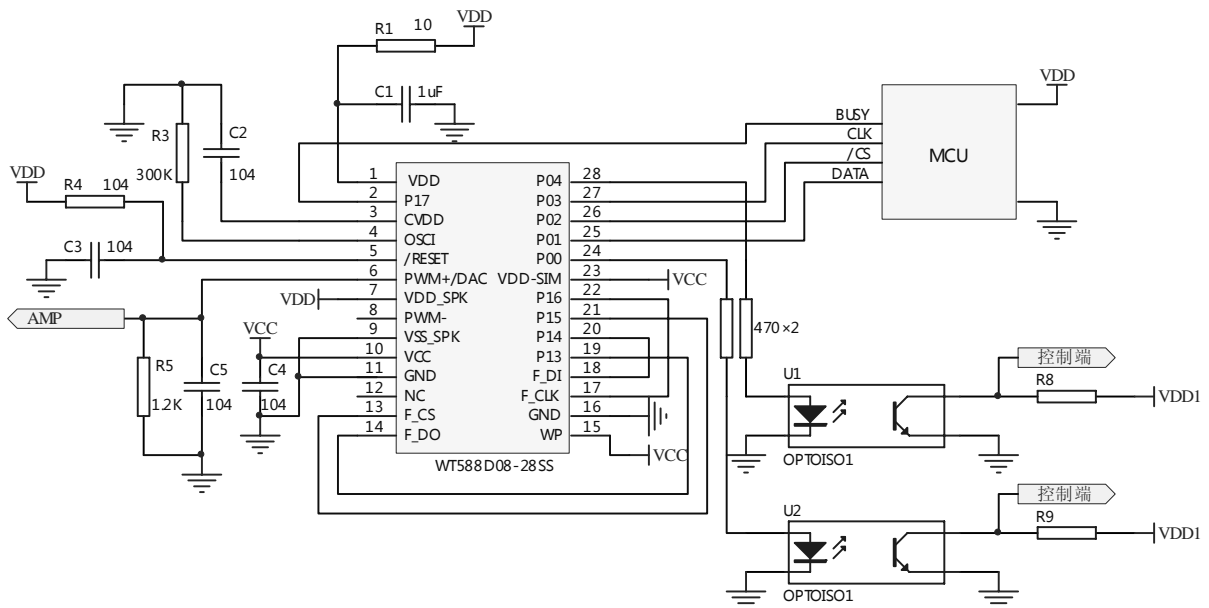 VDD
R1 10
C1 1uF
VDD
BUSY
CLK
/CS
DATA
MCU
R3
300K
C2
104
VDD
R4 104
C3 104
1 VDD
2 P17
3 CVDD
4 OSCI
5 /RESET
6 PWM+/DAC
7 VDD_SPK
8 PWM-
9 VSS_SPK
10 VCC
11 GND
12 NC
13 F_CS
14 F_DO
P04 28
P03 27
P02 26
P01 25
P00 24
VDD-SIM 23
P16 22
P15 21
P14 20
P13 19
F_DI 18
F_CLK 17
GND 16
WP 15
WT588D08-28SS
VDD
VCC
AMP
R5
1.2K
C5
104
VCC
C4
104
VCC
470×2
U1
OPTOISO1
控制端
R8
VDD1
U2
OPTOISO1
控制端
R9
VDD1